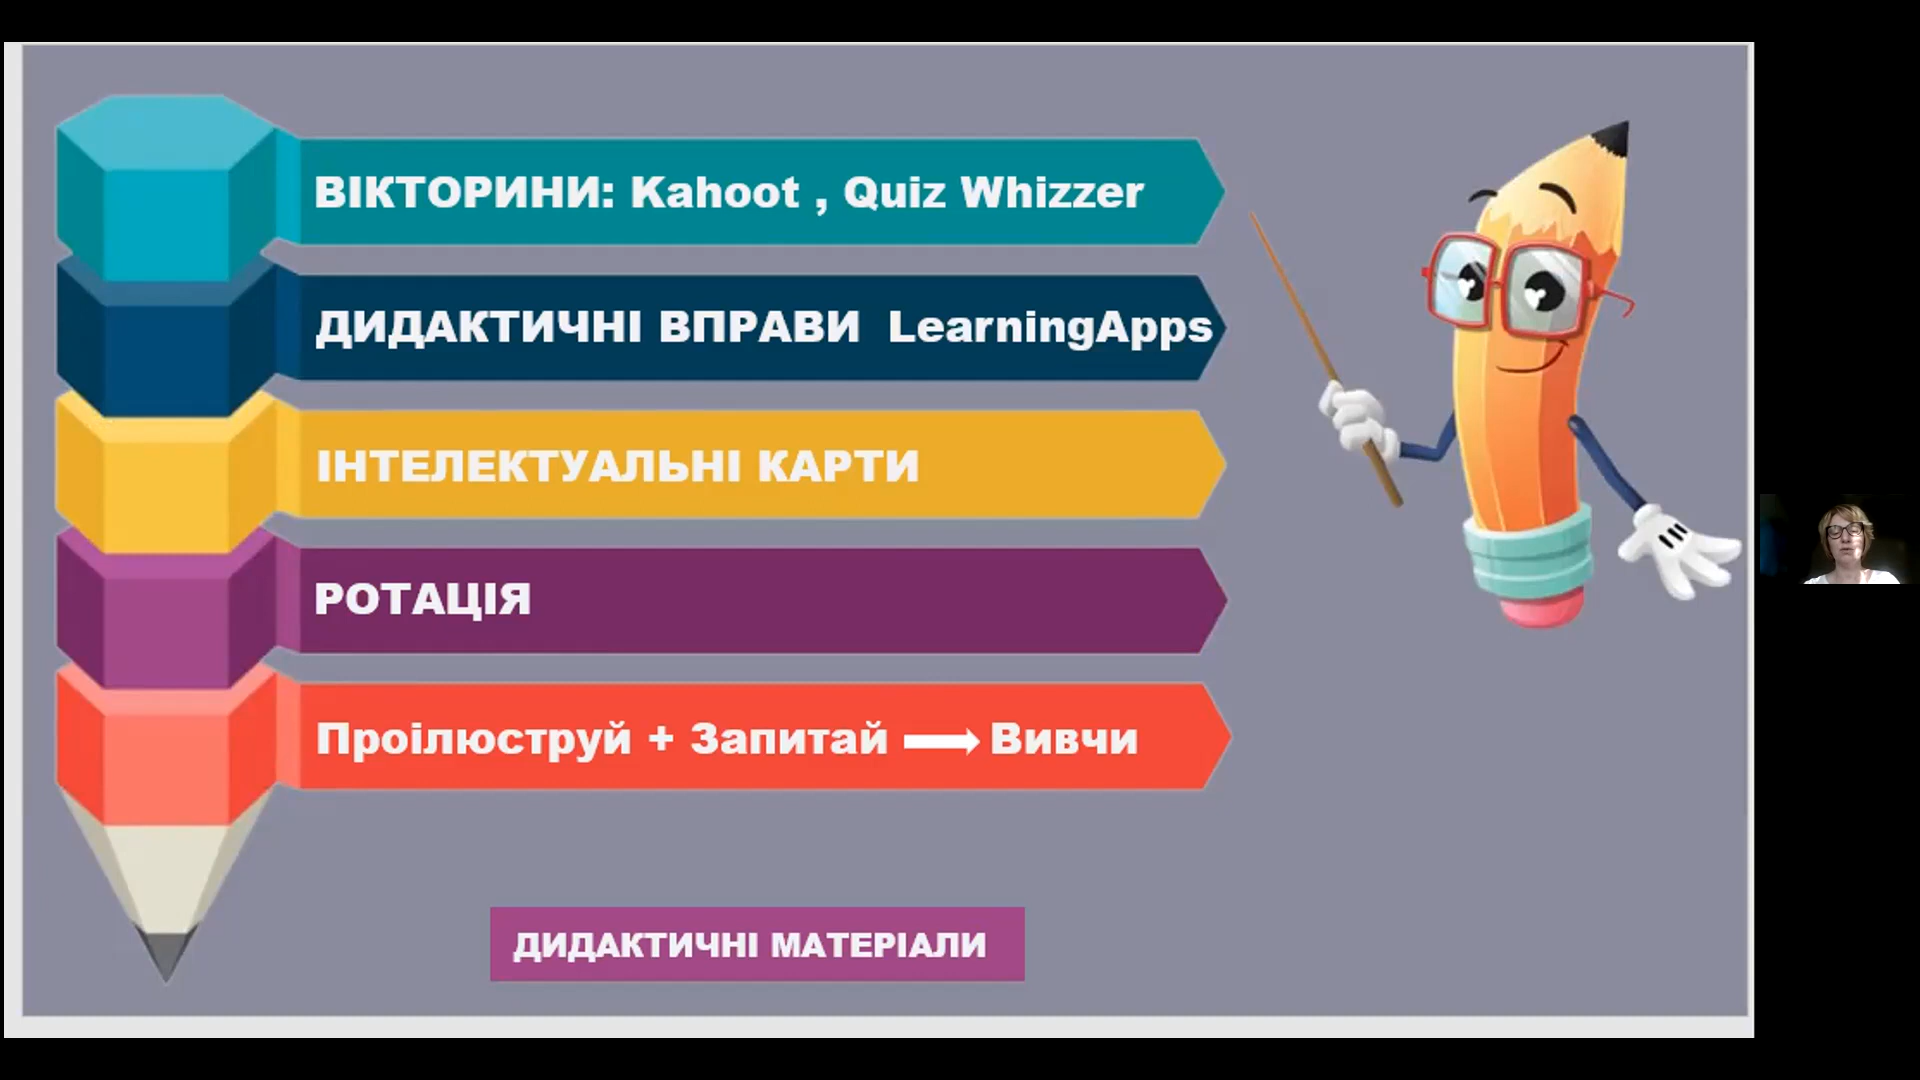 ВІКТОРИНИ: Kahoot , Quiz Whizzer
ДИДАКТИЧНІ ВПРАВИ LearningApps
ІНТЕЛЕКТУАЛЬНІ КАРТИ
РОТАЦІЯ
Проілюструй + Запитай → Вивчи
ДИДАКТИЧНІ МАТЕРІАЛИ